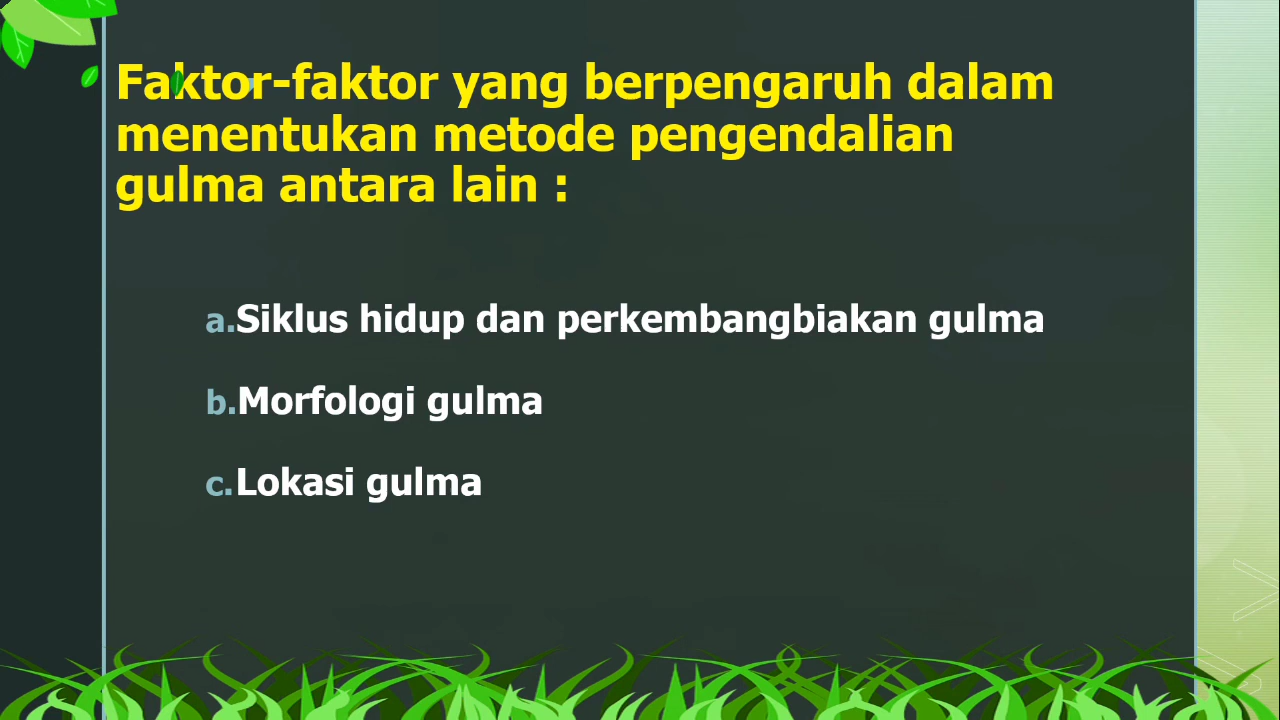 Faktor-faktor yang berpengaruh dalam
menentukan metode pengendalian
gulma antara lain :
a.Siklus hidup dan perkembangbiakan gulma
b.Morfologi gulma
c.Lokasi gulma